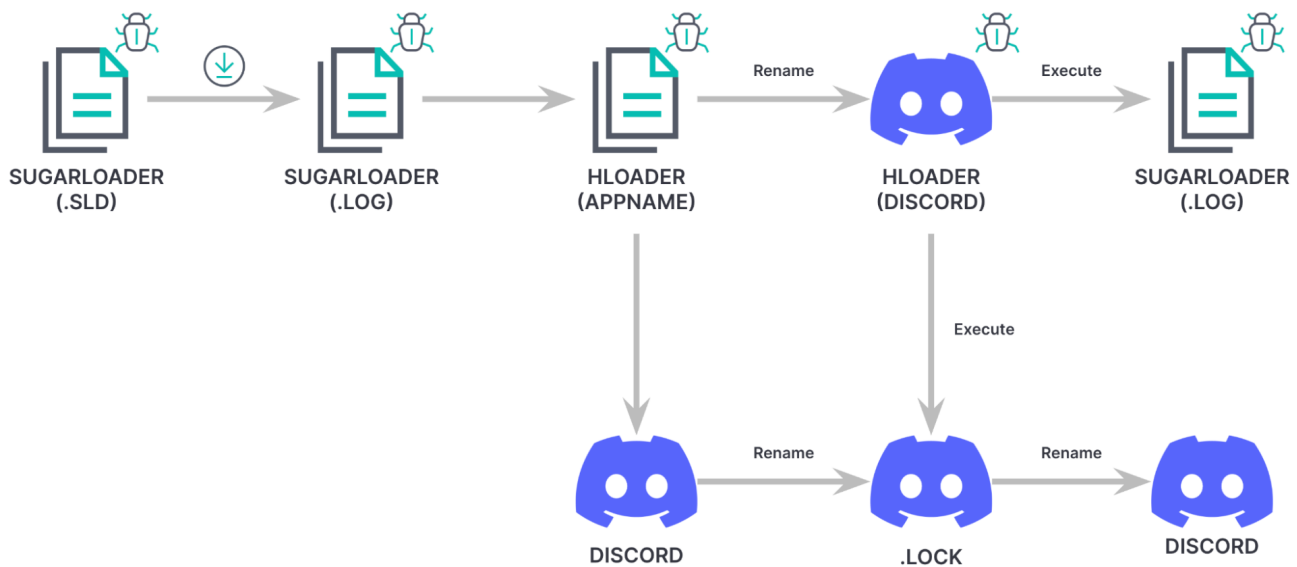 Rename
Execute
SUGARLOADER
(.SLD)
SUGARLOADER
(.LOG)
HLOADER
(APPNAME)
HLOADER
(DISCORD)
SUGARLOADER
(.LOG)
Execute
Rename
Rename
DISCORD
.LOCK
DISCORD